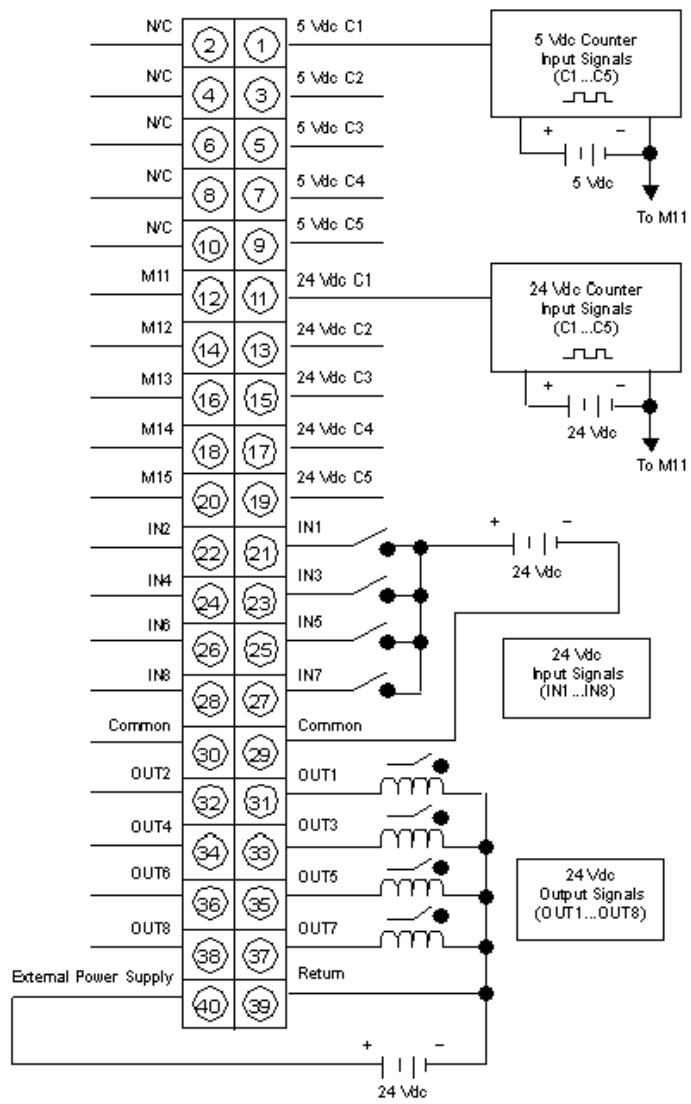 N/C 2 1 5 Vdc C1
N/C 4 3 5 Vdc C2
N/C 6 5 5 Vdc C3
N/C 8 7 5 Vdc C4
N/C 10 9 5 Vdc C5
M11 12 11 24 Vdc C1
M12 14 13 24 Vdc C2
M13 16 15 24 Vdc C3
M14 18 17 24 Vdc C4
M15 20 19 24 Vdc C5
IN2 22 21 IN1
IN4 24 23 IN3
IN6 26 25 IN5
IN8 28 27 IN7
Common 30 29 Common
OUT2 32 31 OUT1
OUT4 34 33 OUT3
OUT6 36 35 OUT5
OUT8 38 37 OUT7
External Power Supply 40 39 Return
5 Vdc Counter
Input Signals
(C1...C5)
+ −
5 Vdc
To M11
24 Vdc Counter
Input Signals
(C1...C5)
+ −
24 Vdc
To M11
+ −
24 Vdc
24 Vdc
Input Signals
(IN1...IN8)
24 Vdc
Output Signals
(OUT1...OUT8)
+ −
24 Vdc